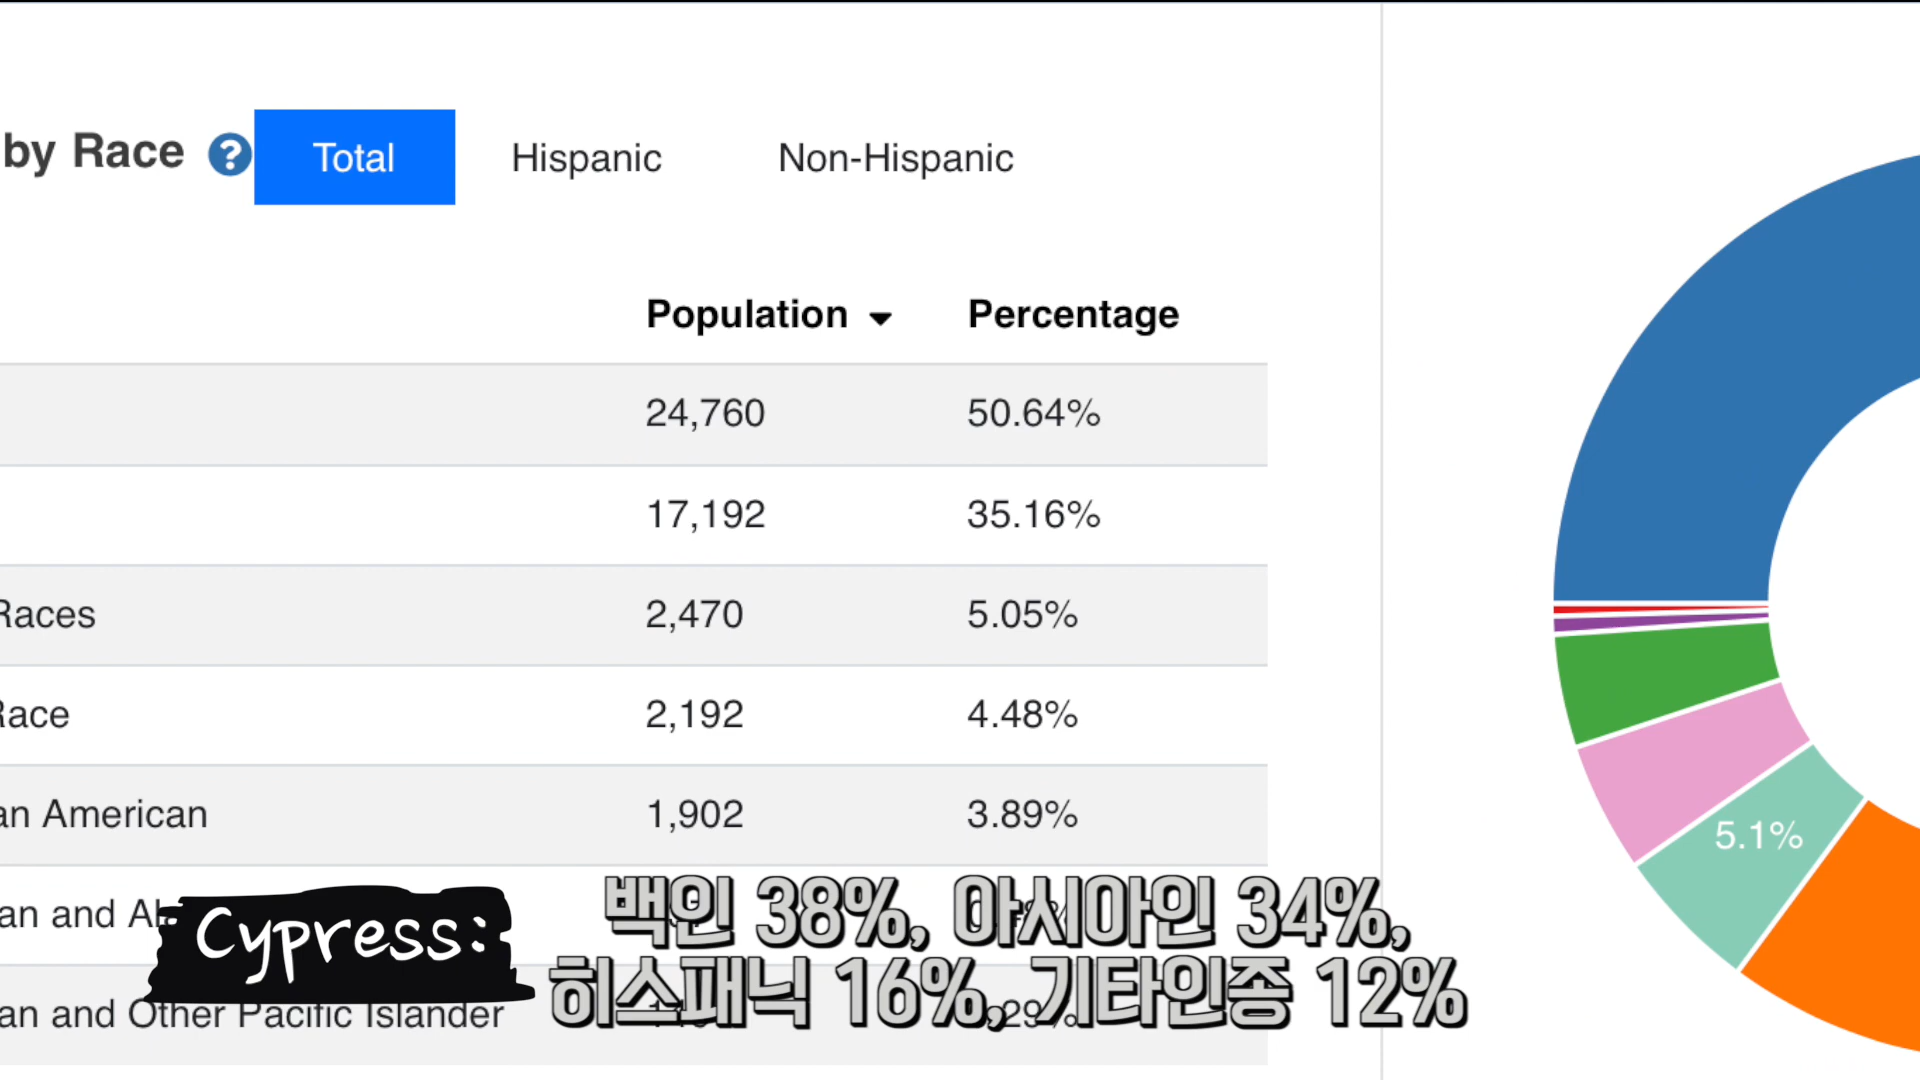 by Race ? Total Hispanic Non-Hispanic
Population Percentage
24,760 50.64%
17,192 35.16%
Races 2,470 5.05%
Race 2,192 4.48%
an American 1,902 3.89%
5.1%
an and
Cypress:
백인 38%, 아시아인 34%,
히스패닉 16%, 기타인종 12%
an and Other Pacific Islander